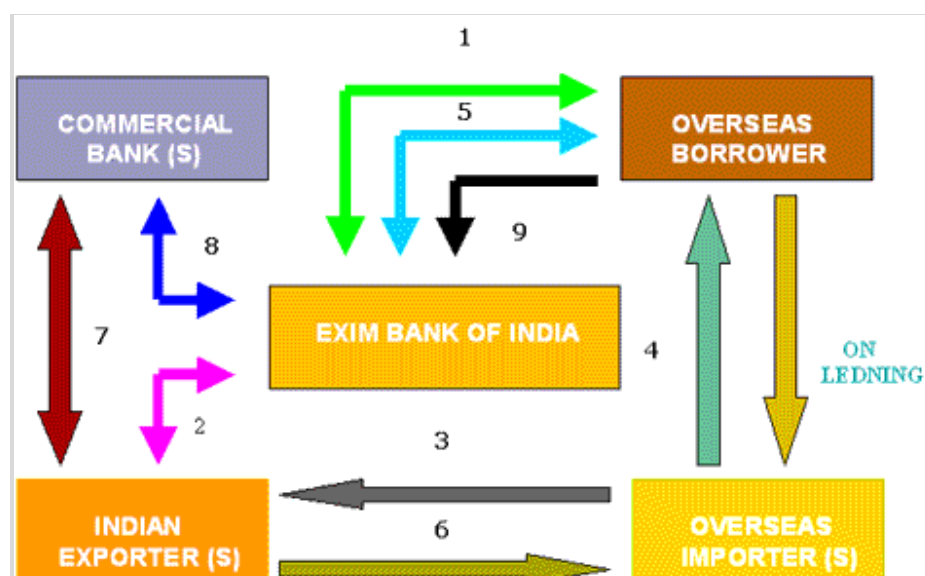 1
COMMERCIAL
BANK (S)
5
OVERSEAS
BORROWER
9
8
EXIM BANK OF INDIA
7
4
ON
LEDNING
2
3
INDIAN
EXPORTER (S)
6
OVERSEAS
IMPORTER (S)